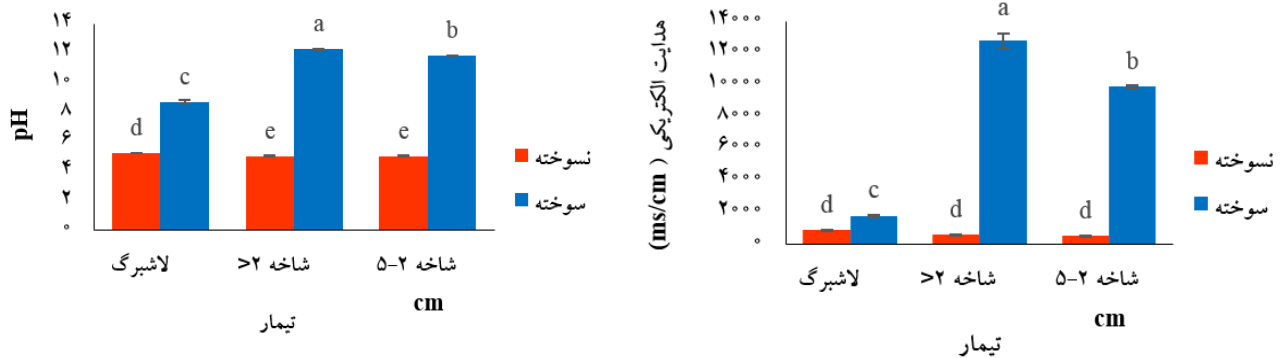 pH
۱۴
۱۲
۱۰
۸
۶
۴
۲
۰
d
c
e
a
e
b
لاشبرگ
شاخه ۲>
شاخه ۲-۵
cm
تیمار
نسوخته
سوخته
هدایت الکتریکی (ms/cm)
۱۴۰۰۰
۱۲۰۰۰
۱۰۰۰۰
۸۰۰۰
۶۰۰۰
۴۰۰۰
۲۰۰۰
۰
d
c
d
a
d
b
لاشبرگ
شاخه ۲>
شاخه ۲-۵
cm
تیمار
نسوخته
سوخته